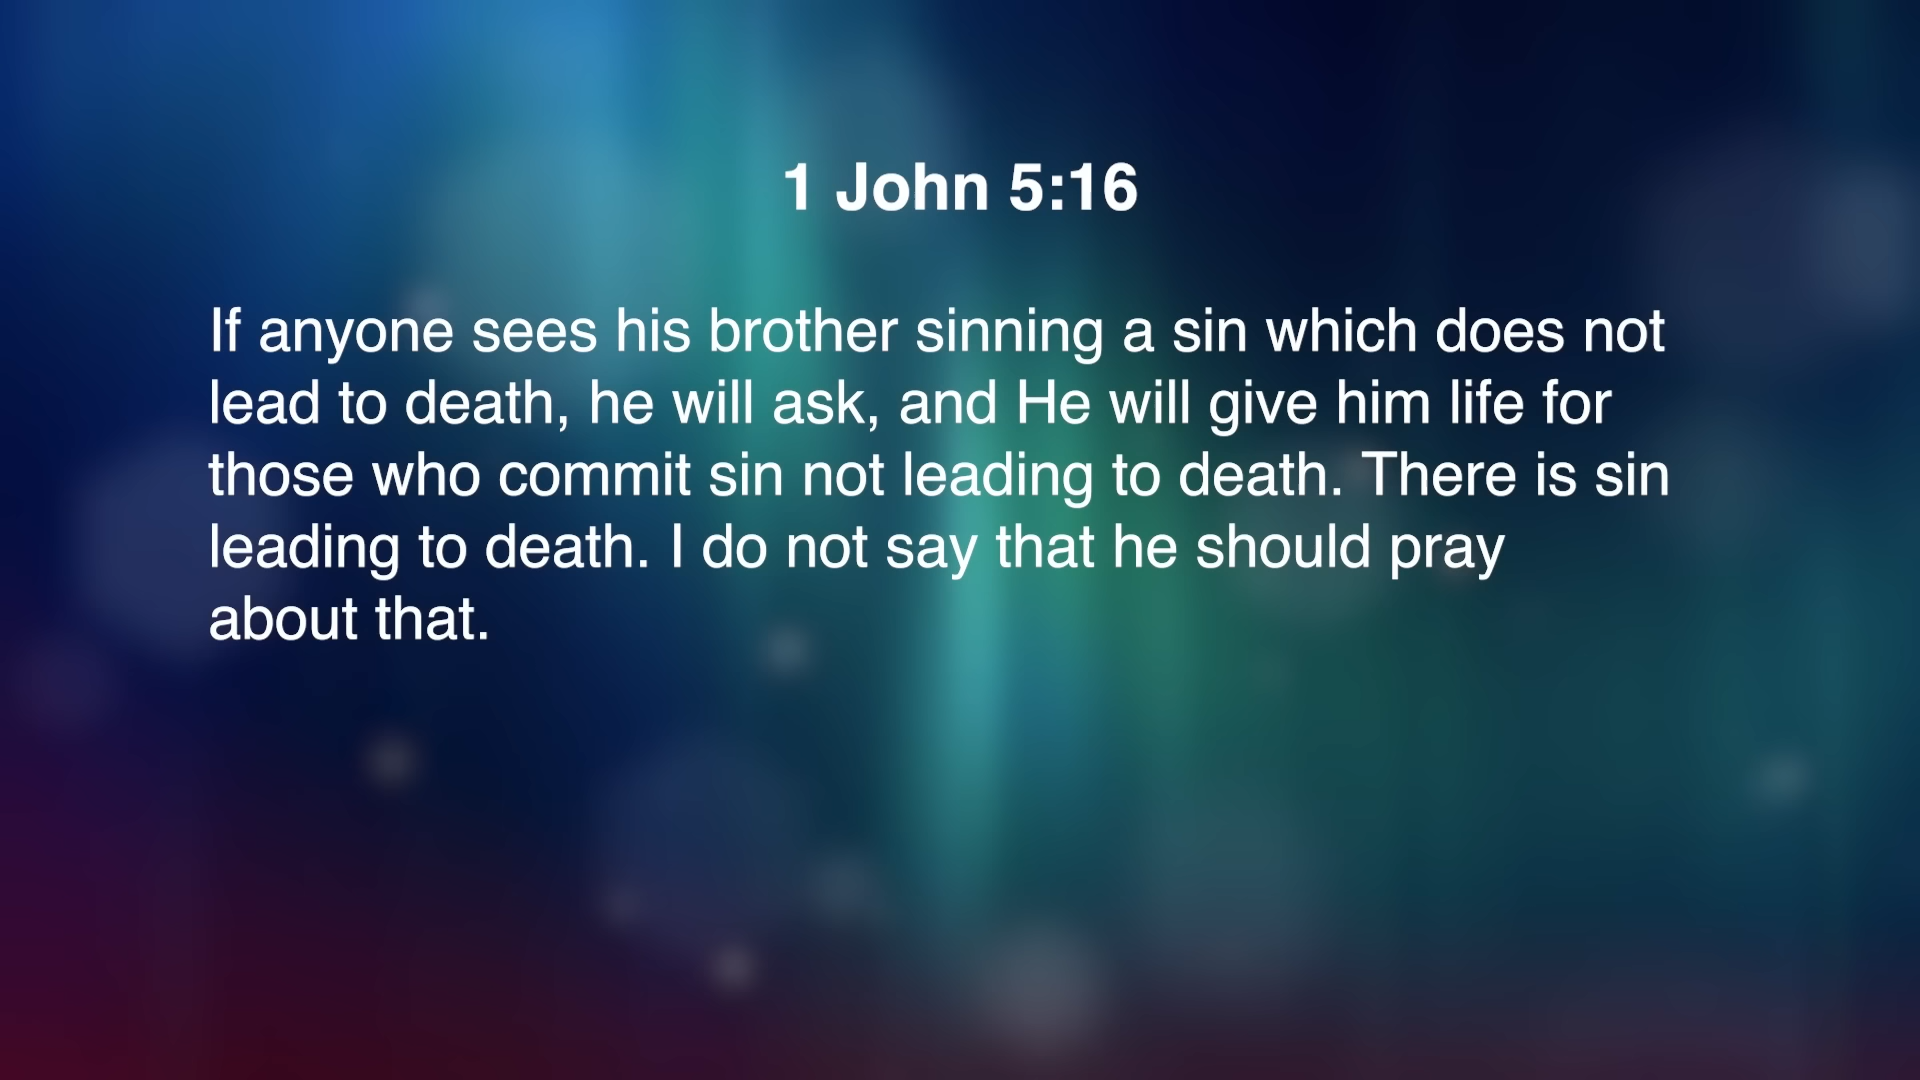 1 John 5:16
If anyone sees his brother sinning a sin which does not
lead to death, he will ask, and He will give him life for
those who commit sin not leading to death. There is sin
leading to death. I do not say that he should pray
about that.